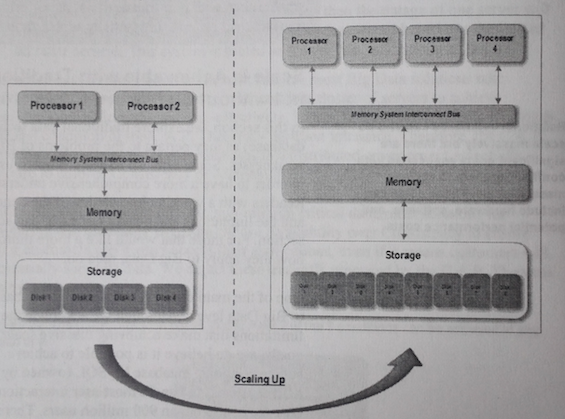 Processor 1
Processor 2
Memory System Interconnect Bus
Memory
Storage
Disk 1
Disk 2
Disk 3
Disk 4
Processor
1
Processor
2
Processor
3
Processor
4
Memory System Interconnect Bus
Memory
Storage
Scaling Up